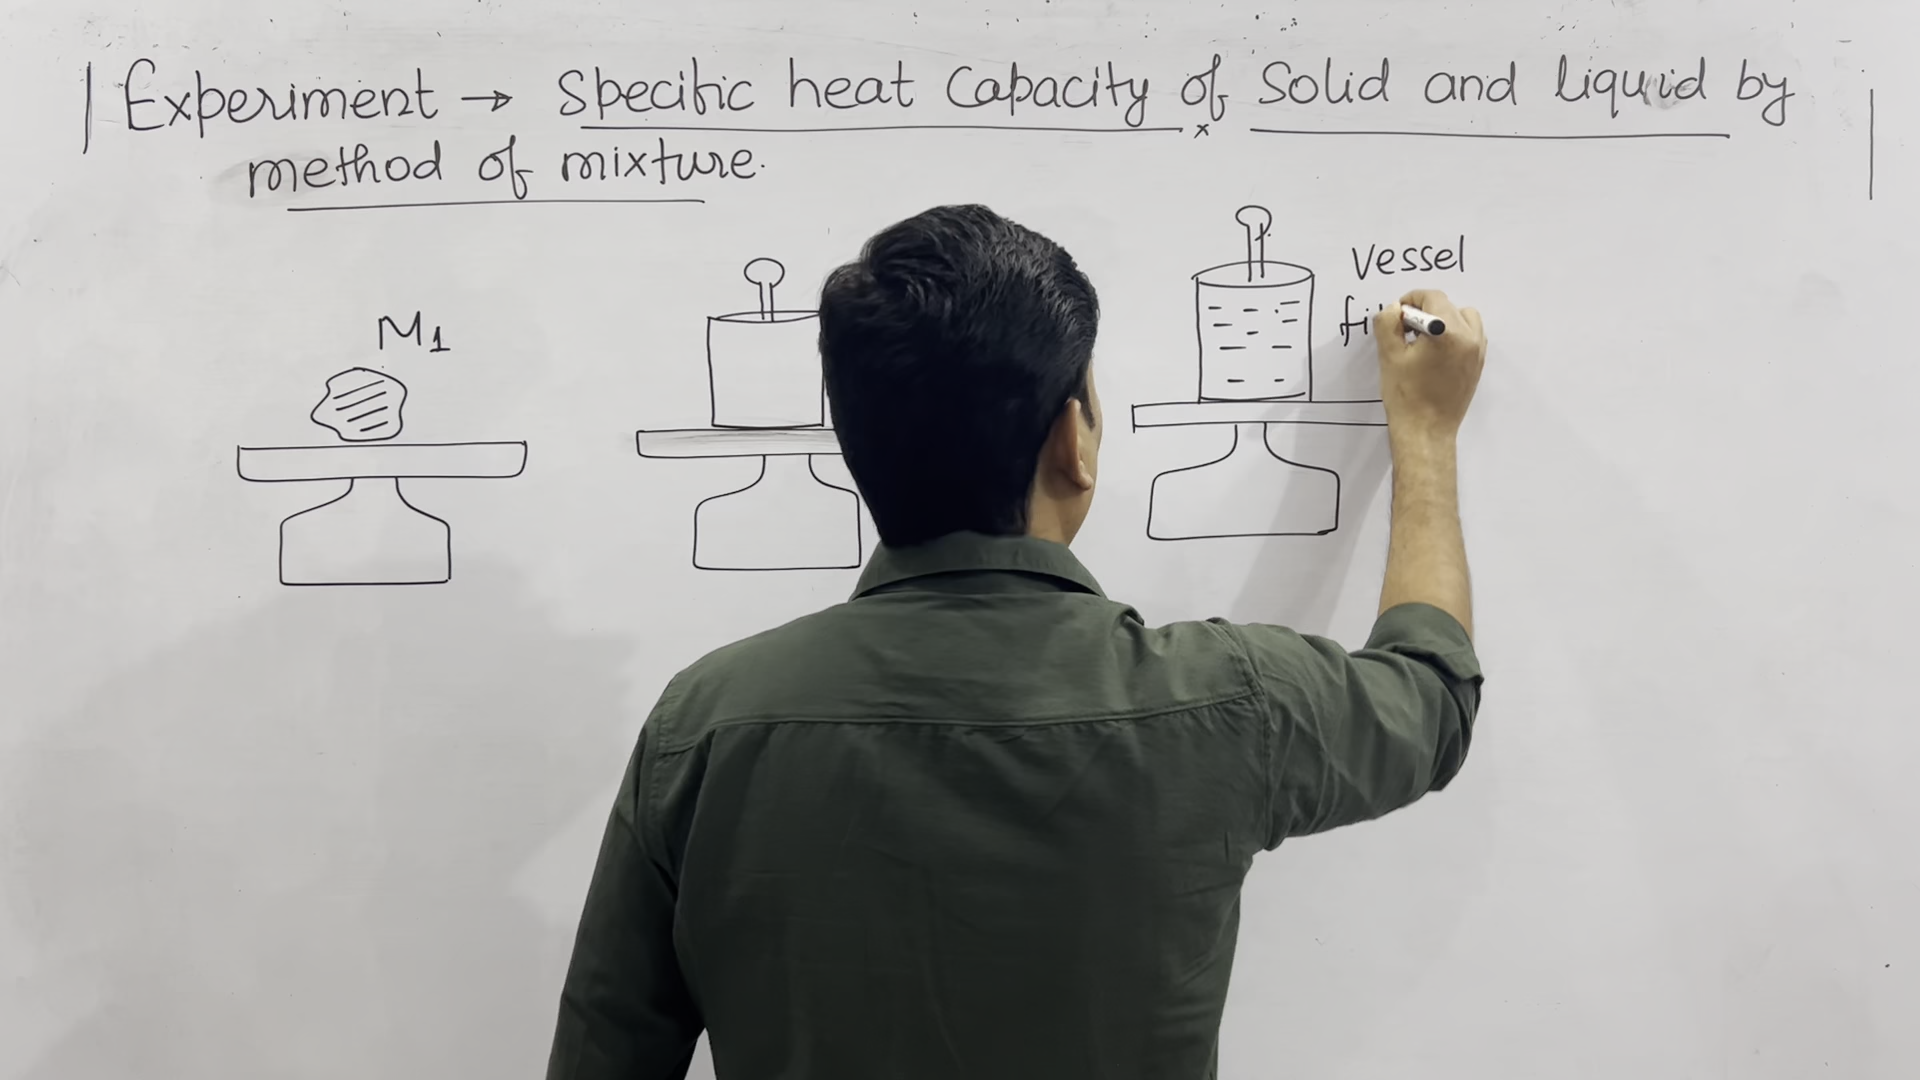 Experiment → Specific heat Capacity of Solid and liquid by
method of mixture.
M1
Vessel